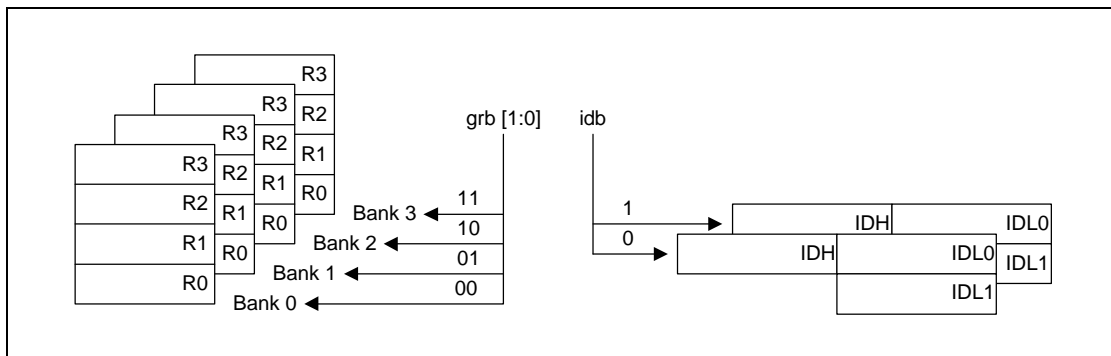 R3
R3
R2
R3
R2
R1
R3
R2
R1
R0
R2
R1
R0
R1
R0
R0
grb [1:0]
11
Bank 3
10
Bank 2
01
Bank 1
00
Bank 0
idb
1
0
IDH IDL0
IDL1
IDH IDL0
IDL1